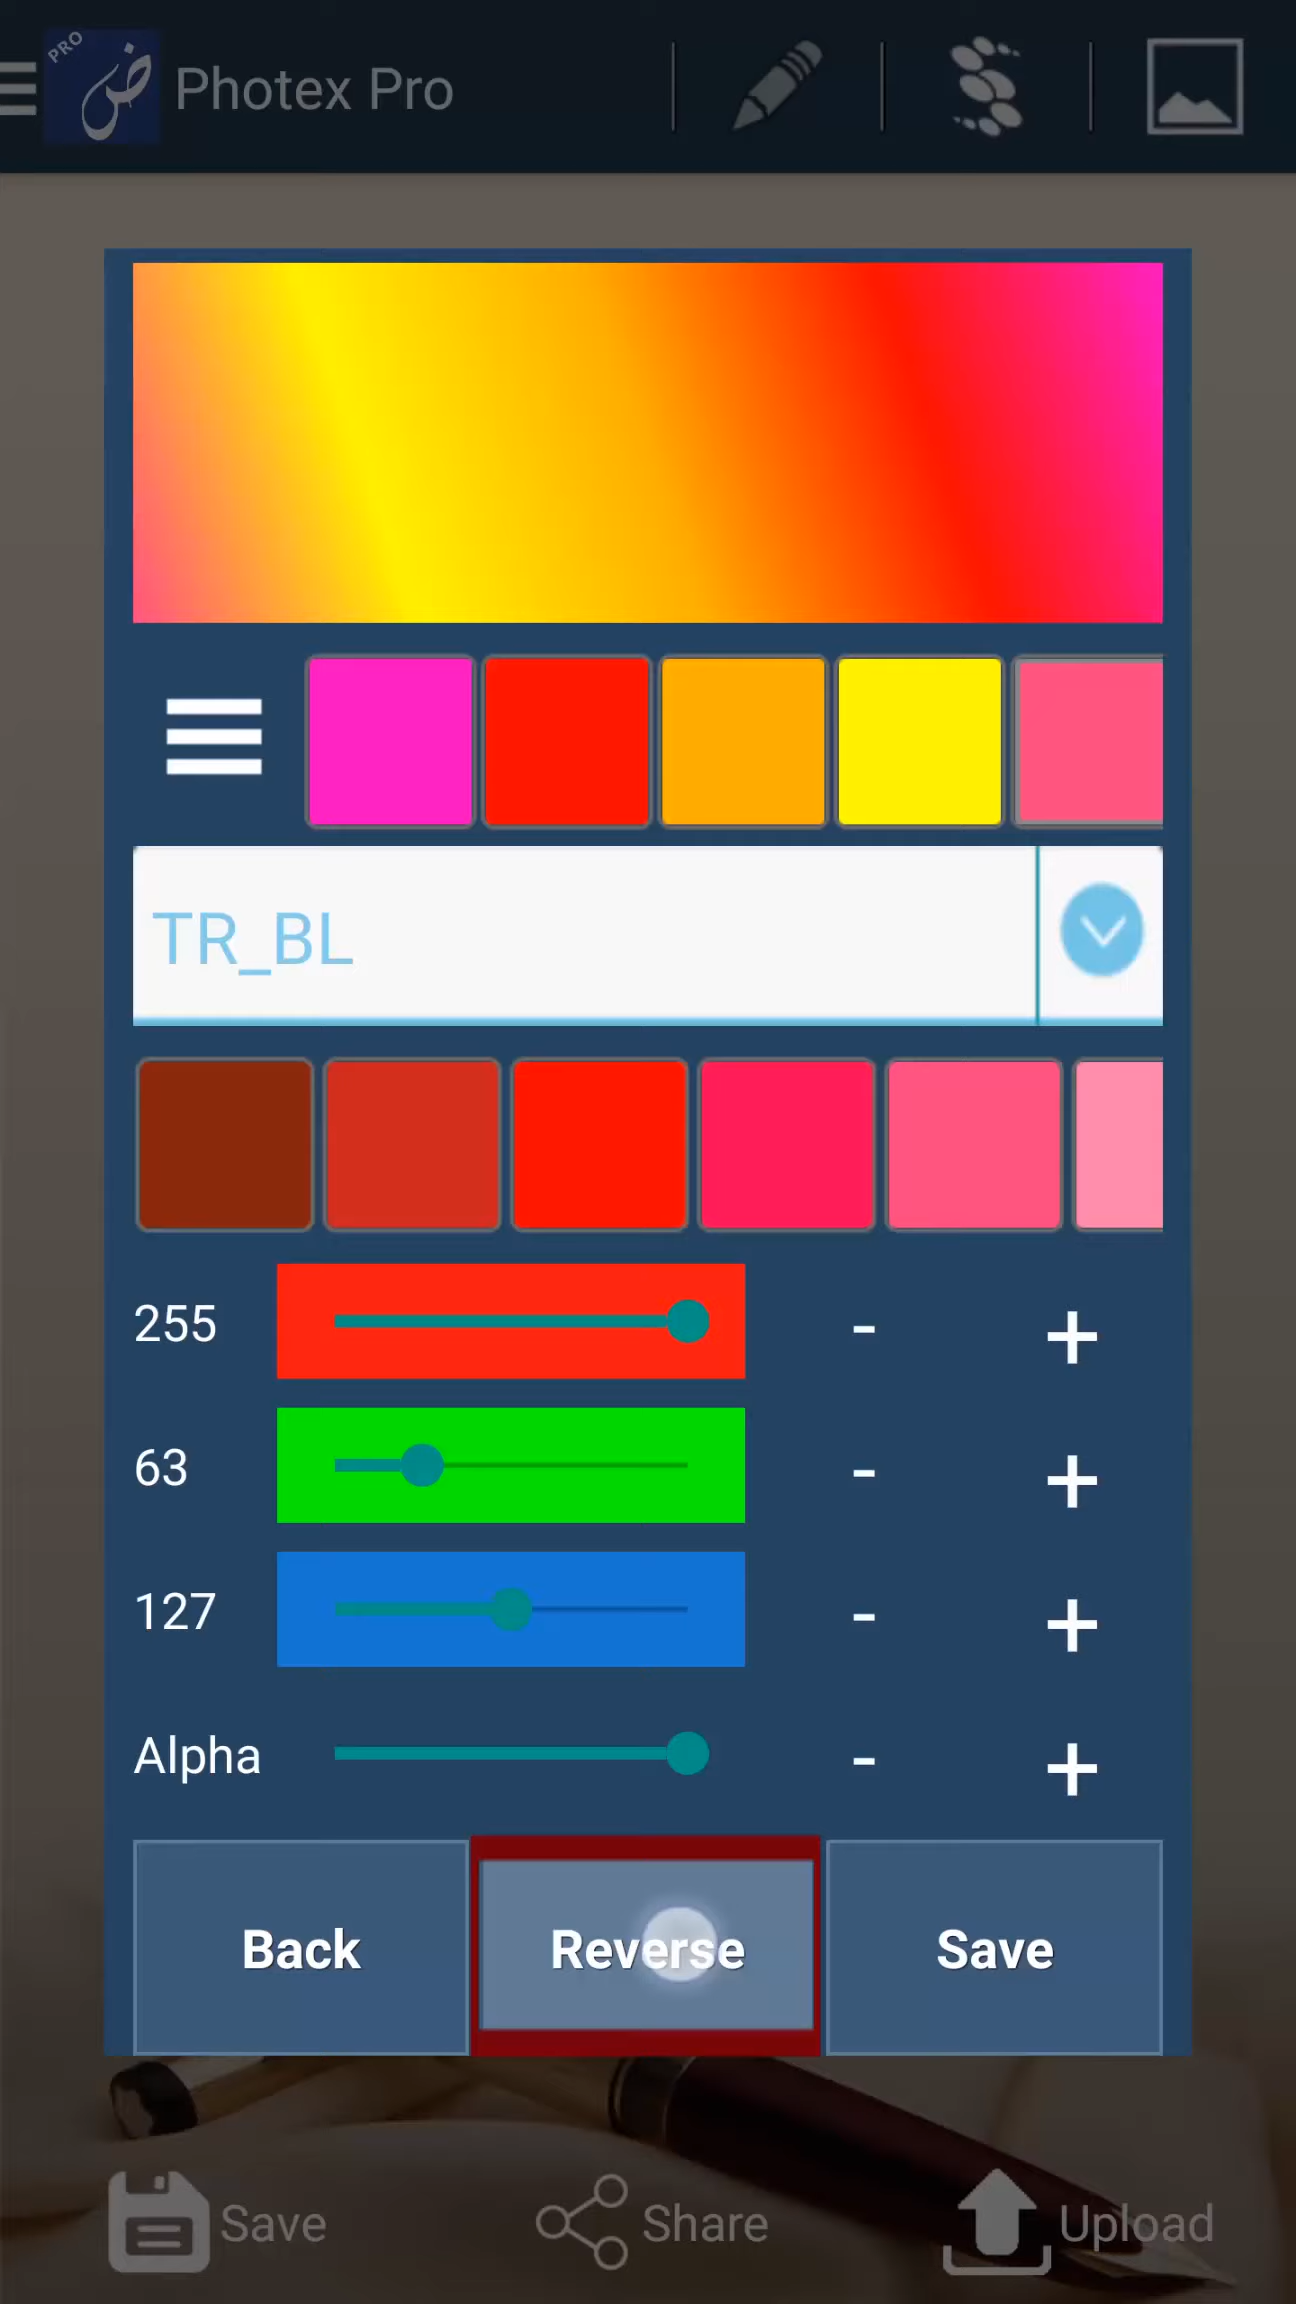 PRO
ض
Photex Pro
TR_BL
255 - +
63 - +
127 - +
Alpha - +
Back Reverse Save
Save Share Upload